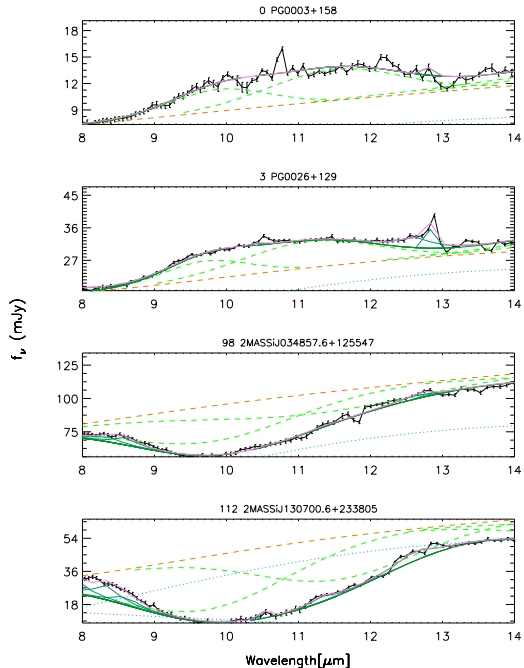 0 PG0003+158
18
15
12
9
8 9 10 11 12 13 14
3 PG0026+129
45
36
27
8 9 10 11 12 13 14
98 2MASSiJ034857.6+125547
125
100
75
8 9 10 11 12 13 14
112 2MASSiJ130700.6+233805
54
36
18
8 9 10 11 12 13 14
fν (mJy)
Wavelength[μm]